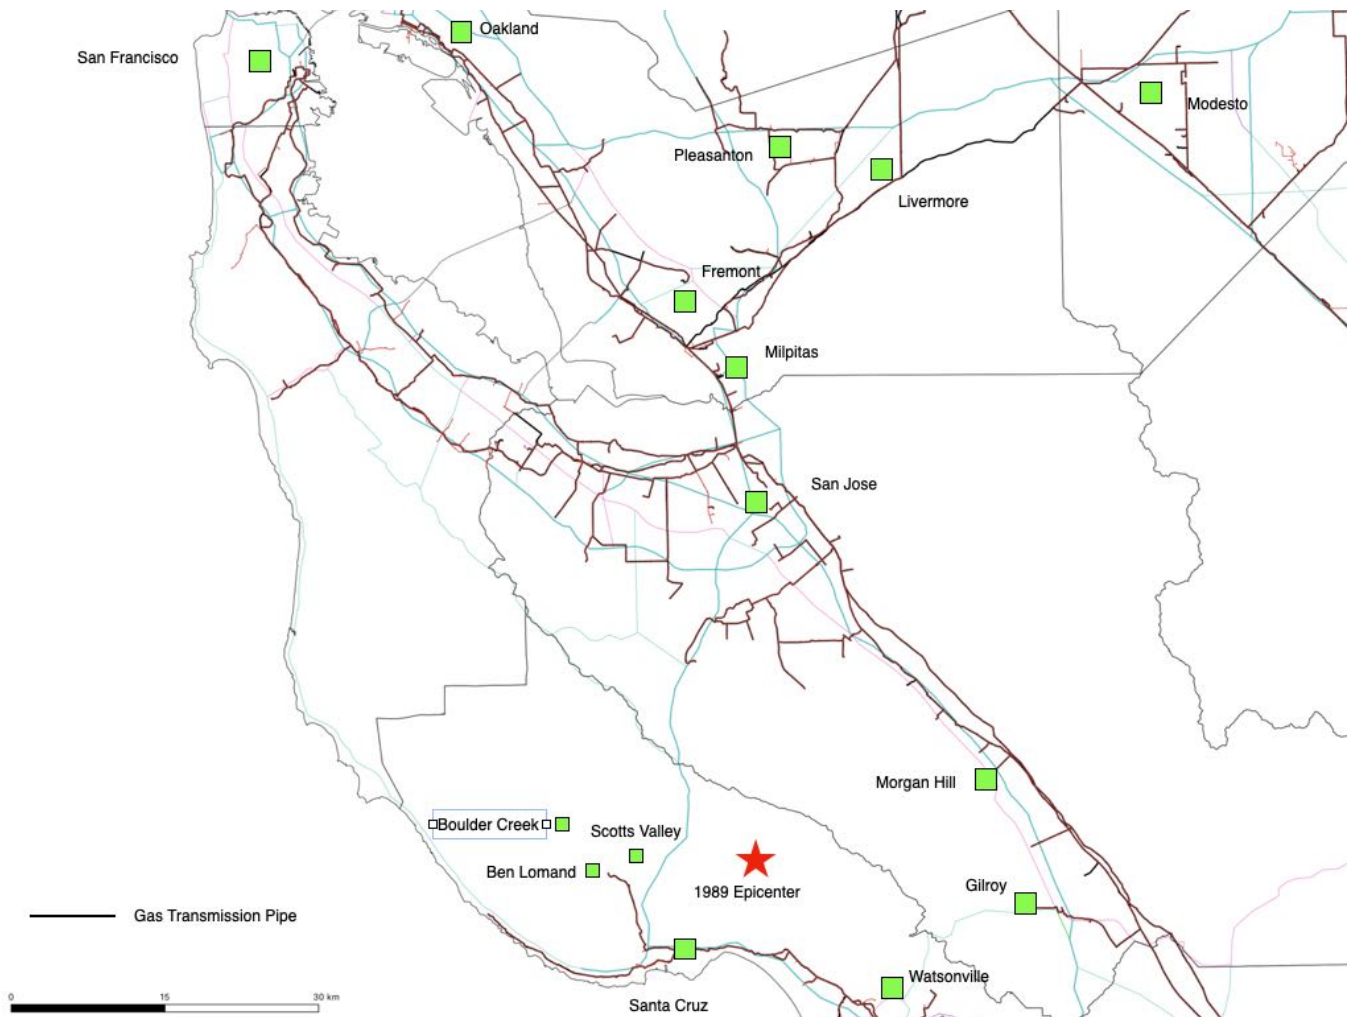 Oakland
San Francisco
Modesto
Pleasanton
Livermore
Fremont
Milpitas
San Jose
Morgan Hill
Boulder Creek
Scotts Valley
Ben Lomand
1989 Epicenter
Gilroy
Gas Transmission Pipe
Watsonville
Santa Cruz
0 15 30 km